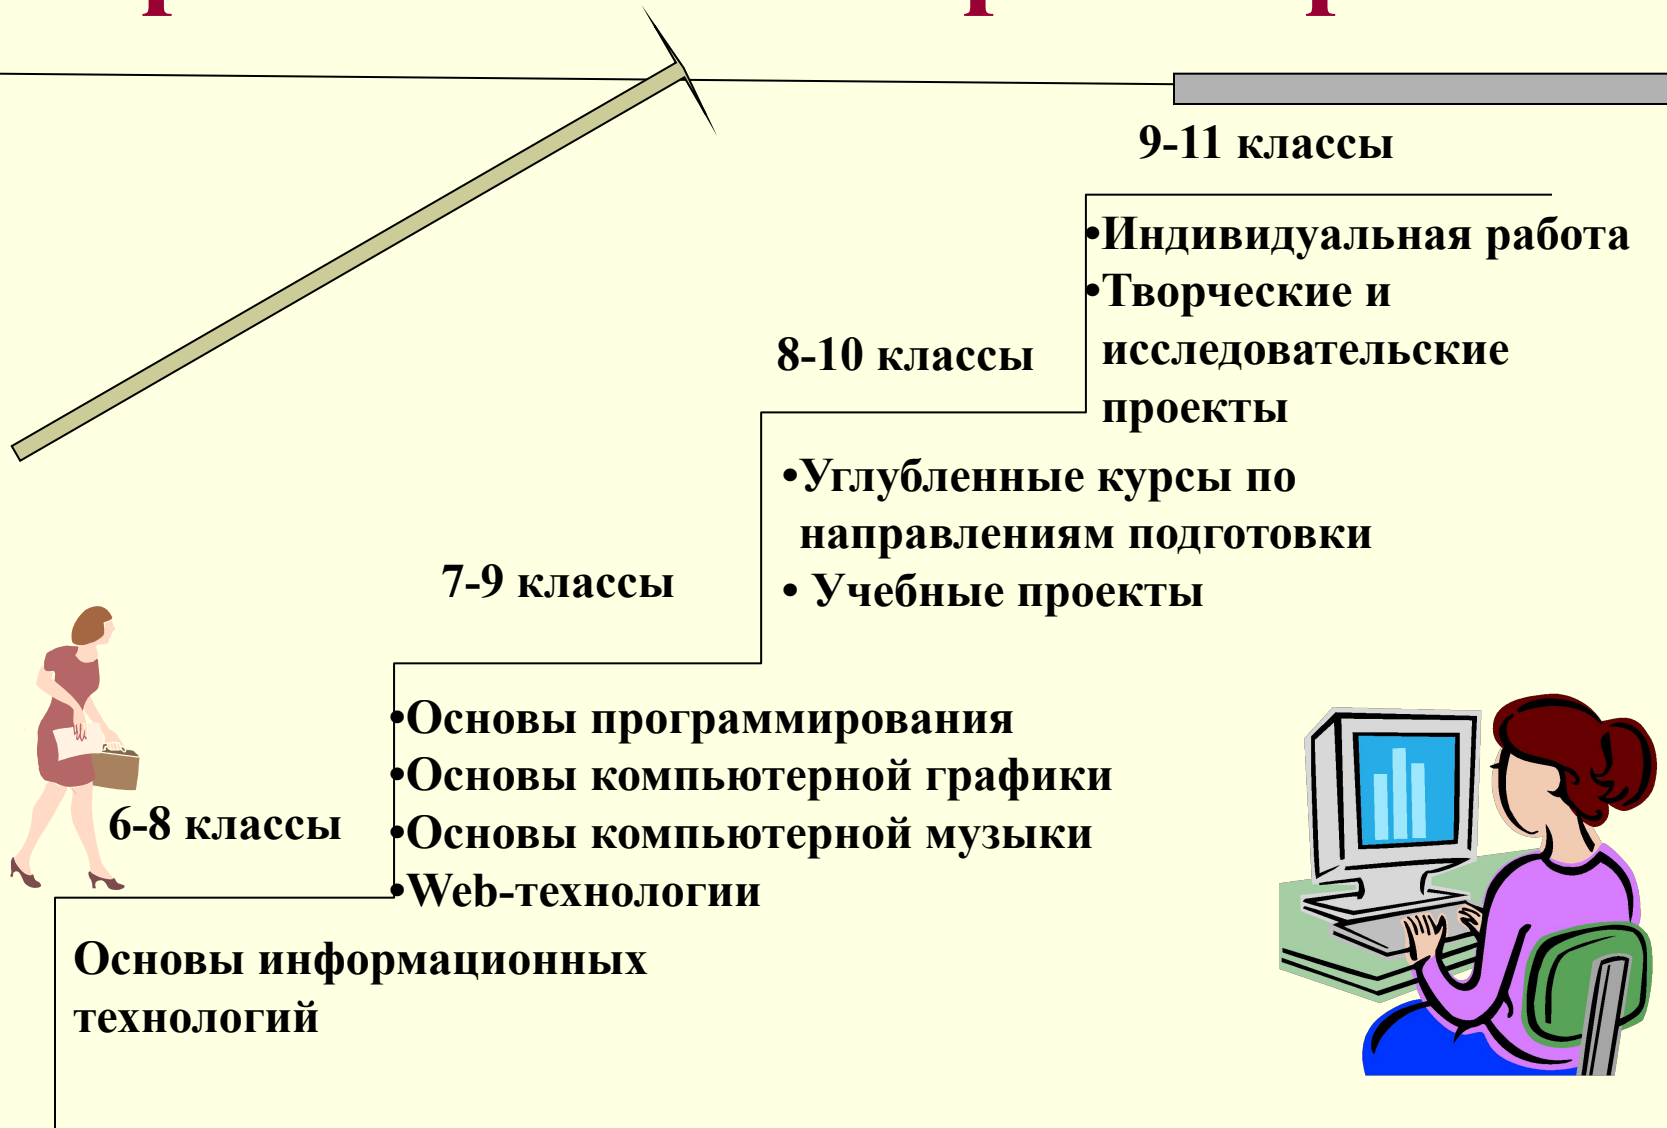 9-11 классы
•Индивидуальная работа
•Творческие и
исследовательские
проекты
8-10 классы
•Углубленные курсы по
направлениям подготовки
• Учебные проекты
7-9 классы
•Основы программирования
•Основы компьютерной графики
•Основы компьютерной музыки
•Web-технологии
6-8 классы
Основы информационных
технологий